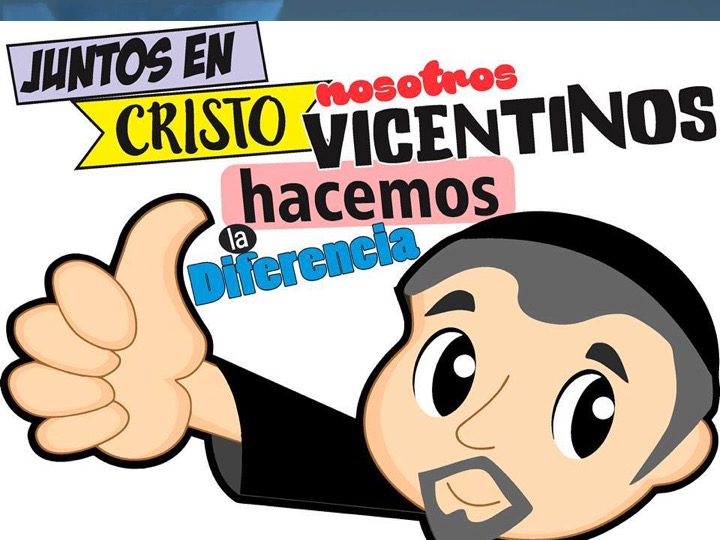 JUNTOS EN
CRISTO
nosotros
VICENTINOS
hacemos
la
Diferencia